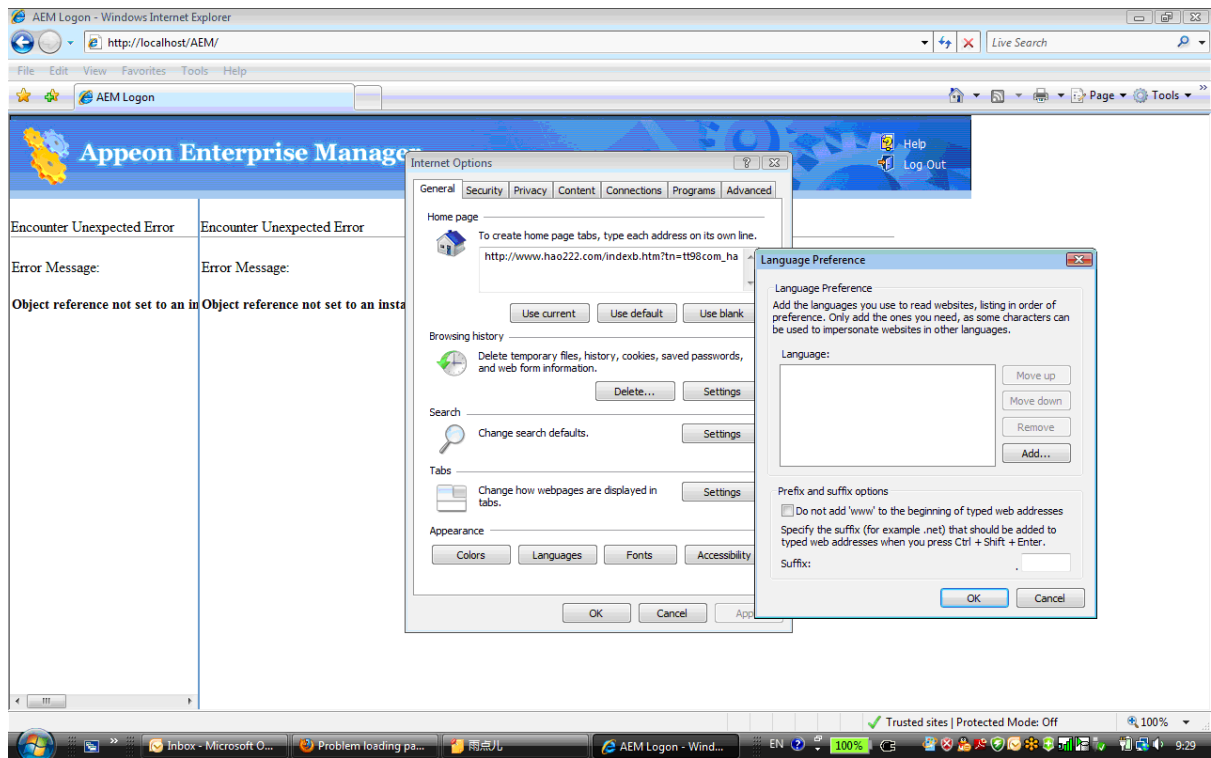 AEM Logon - Windows Internet Explorer
http://localhost/AEM/
Live Search
File Edit View Favorites Tools Help
AEM Logon
Page Tools
Appeon Enterprise Manager
Help
Log Out
Encounter Unexpected Error
Error Message:
Object reference not set to an in
Encounter Unexpected Error
Error Message:
Object reference not set to an insta
Internet Options
General Security Privacy Content Connections Programs Advanced
Home page
To create home page tabs, type each address on its own line.
http://www.hao222.com/indexb.htm?tn=tt98com_ha
Use current Use default Use blank
Browsing history
Delete temporary files, history, cookies, saved passwords,
and web form information.
Delete... Settings
Search
Change search defaults.
Settings
Tabs
Change how webpages are displayed in
tabs.
Settings
Appearance
Colors Languages Fonts Accessibility
OK Cancel App
Language Preference
Language Preference
Add the languages you use to read websites, listing in order of
preference. Only add the ones you need, as some characters can
be used to impersonate websites in other languages.
Language:
Move up
Move down
Remove
Add...
Prefix and suffix options
Do not add 'www' to the beginning of typed web addresses
Specify the suffix (for example .net) that should be added to
typed web addresses when you press Ctrl + Shift + Enter.
Suffix: .
OK Cancel
Trusted sites | Protected Mode: Off 100%
Inbox - Microsoft O... Problem loading pa... 雨点儿 AEM Logon - Wind... EN 100% 9:29